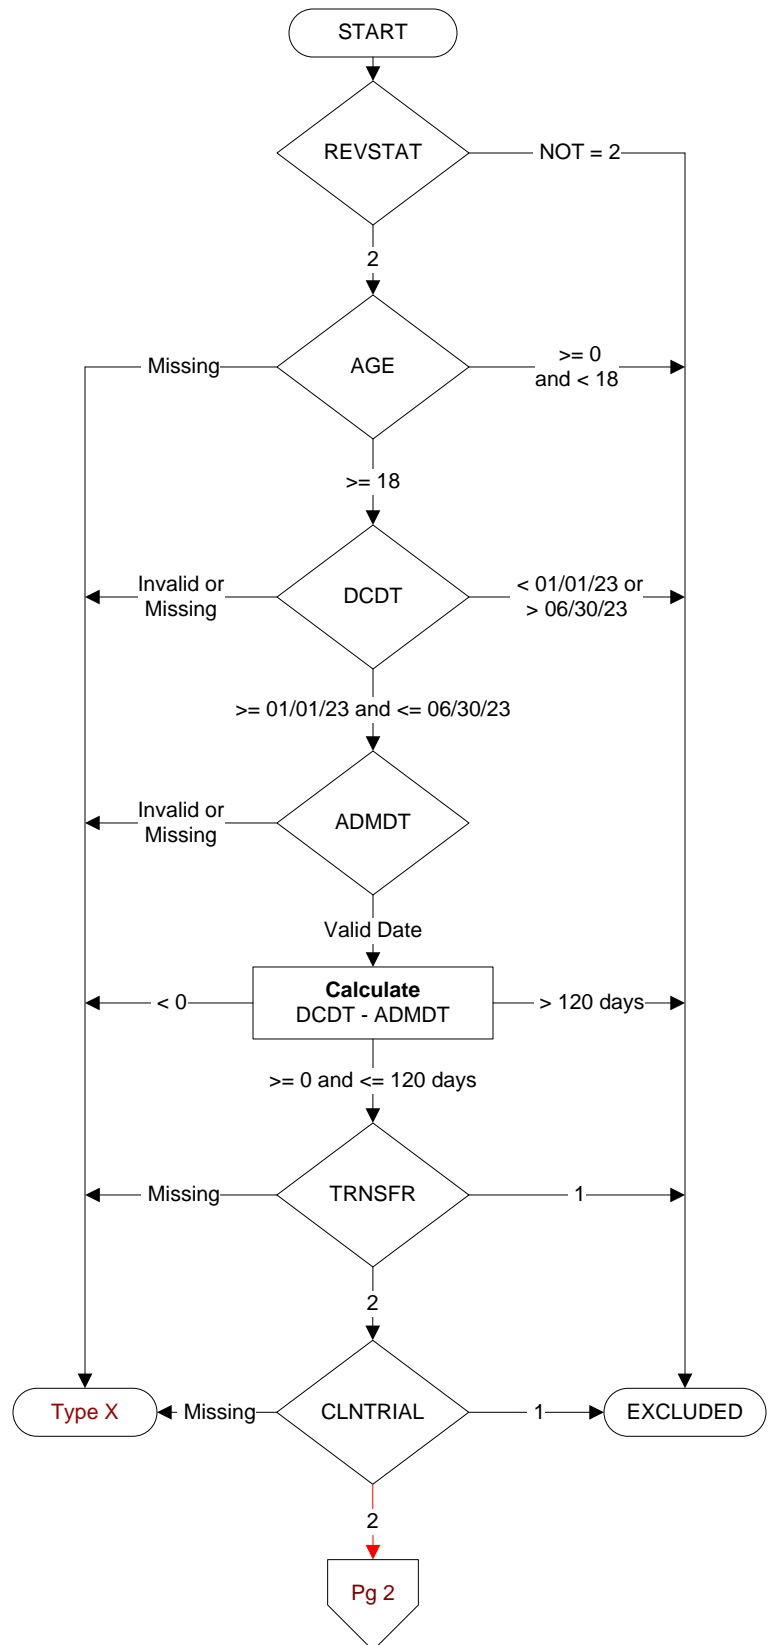 START
REVSTAT
NOT = 2
2
AGE
Missing
>= 0
and < 18
>= 18
DCDT
Invalid or
Missing
< 01/01/23 or
> 06/30/23
>= 01/01/23 and <= 06/30/23
ADMDT
Invalid or
Missing
Valid Date
Calculate
DCDT - ADMDT
< 0
> 120 days
>= 0 and <= 120 days
TRNSFR
Missing
1
2
Type X
Missing
CLNTRIAL
1
EXCLUDED
2
Pg 2